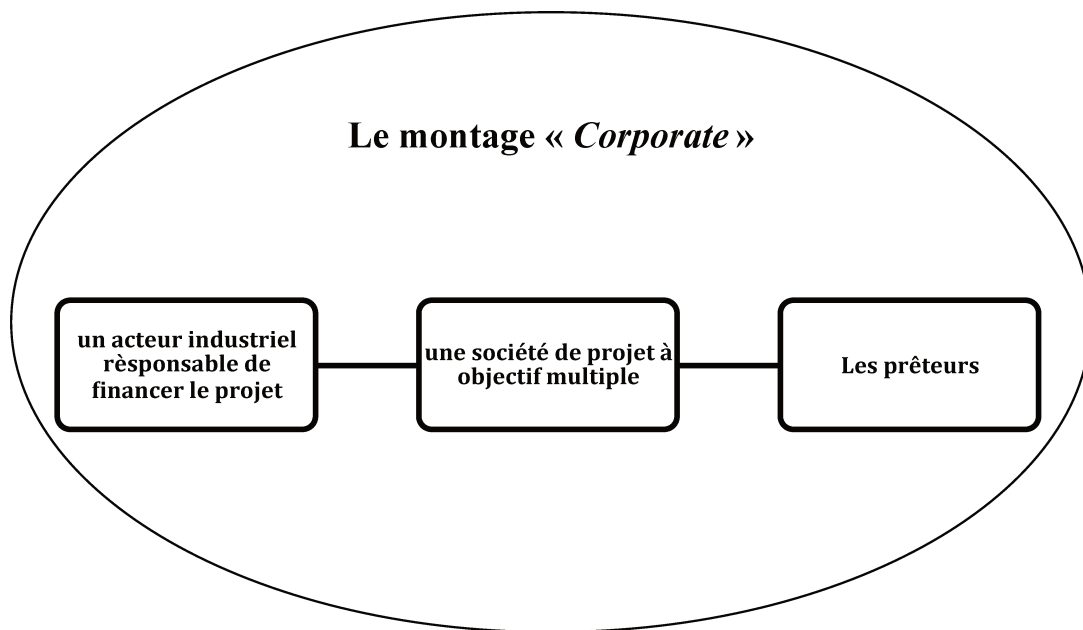 Le montage « Corporate »
un acteur industriel
rèsponsable de
financer le projet
une société de projet à
objectif multiple
Les prêteurs